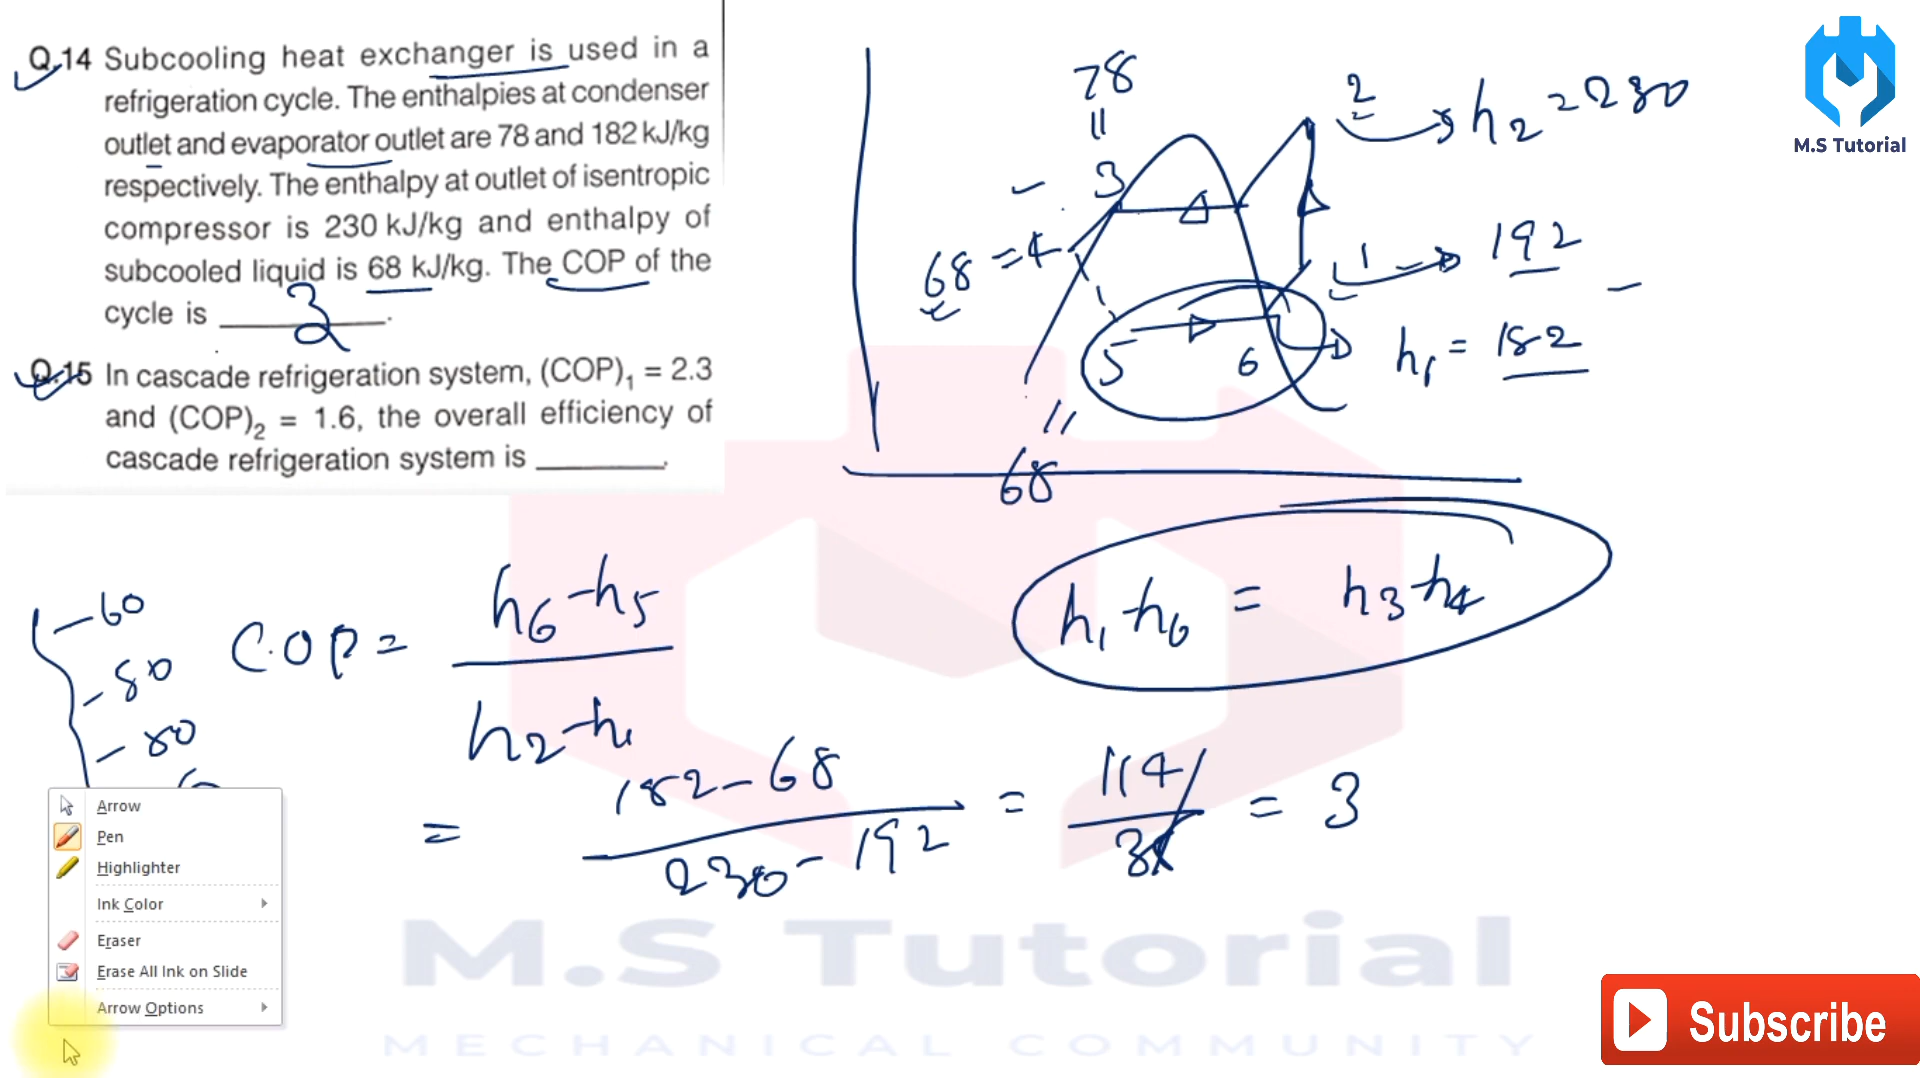 Q.14 Subcooling heat exchanger is used in a
refrigeration cycle. The enthalpies at condenser
outlet and evaporator outlet are 78 and 182 kJ/kg
respectively. The enthalpy at outlet of isentropic
compressor is 230 kJ/kg and enthalpy of
subcooled liquid is 68 kJ/kg. The COP of the
cycle is ________.
3
Q.15 In cascade refrigeration system, (COP)₁ = 2.3
and (COP)₂ = 1.6, the overall efficiency of
cascade refrigeration system is ________.
78
11
3
2 → h₂ = 230
68 = 4
1 → 192
5
6
h₁ = 182
11
68
h₁ - h₆ = h₃ - h₄
- 60
- 80
- 80
C.O.P = h₆ - h₅
h₂ - h₁
= 182 - 68
230 - 192
= 114
38
= 3
Arrow
Pen
Highlighter
Ink Color
Eraser
Erase All Ink on Slide
Arrow Options
M.S Tutorial
M.S Tutorial
MECHANICAL COMMUNITY
Subscribe